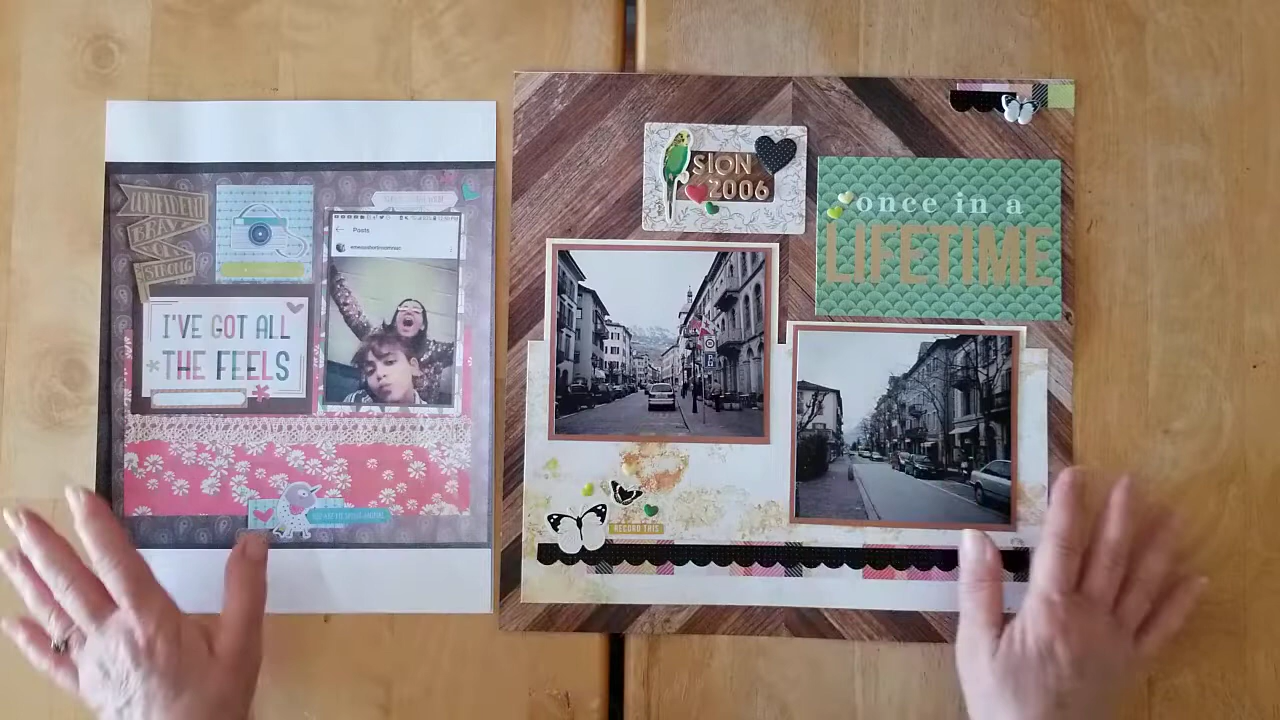 CONFIDENT
BRAVE
STRONG
Posts
I'VE GOT ALL
THE FEELS
SION
2006
once in a
LIFETIME
P
RECORD THIS